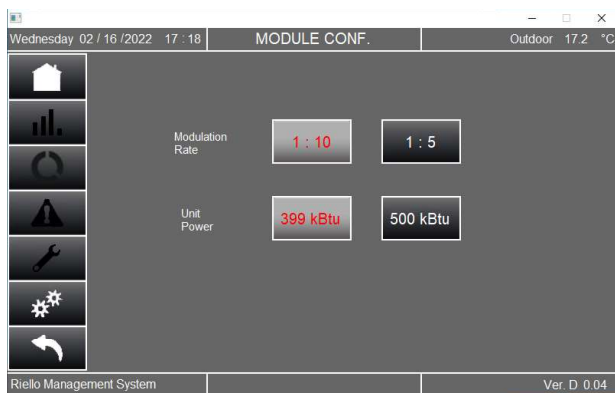 Wednesday 02 / 16 /2022 17 : 18
MODULE CONF.
Outdoor 17.2 °C
Modulation
Rate
1 : 10
1 : 5
Unit
Power
399 kBtu
500 kBtu
Riello Management System
Ver. D 0.04